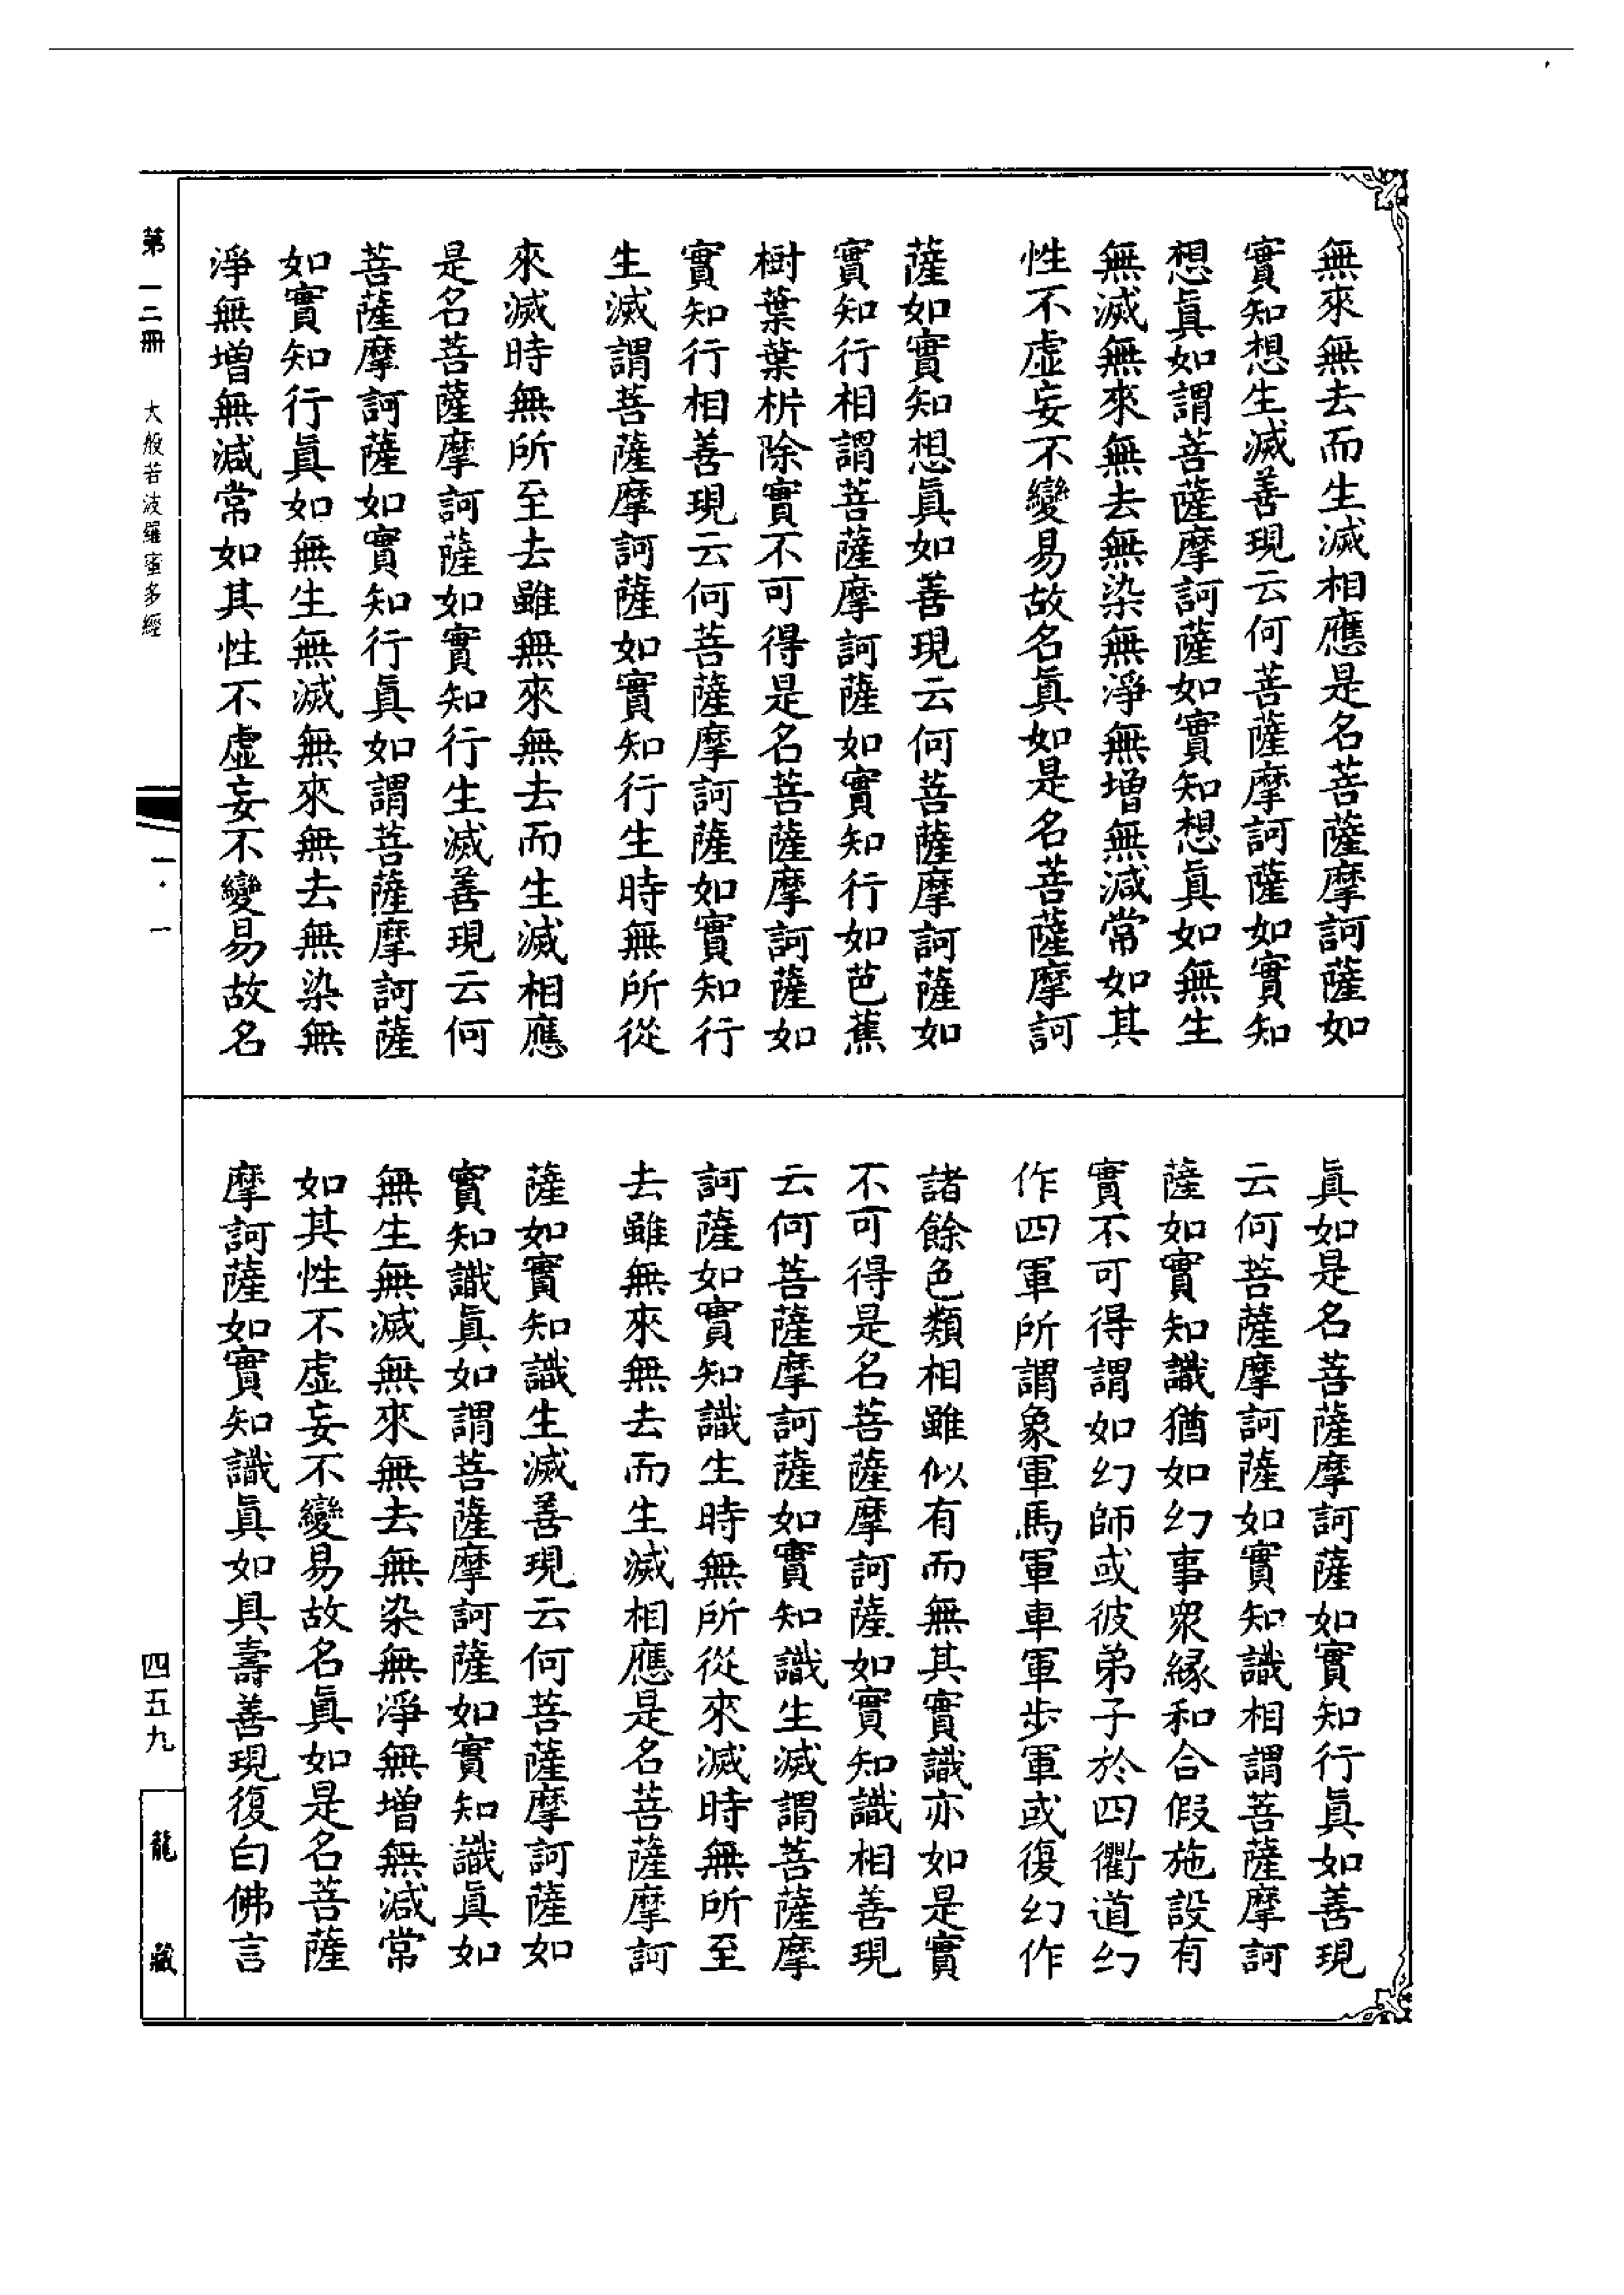 無來無去而生滅相應是名菩薩摩訶薩如
實知想生滅善現云何菩薩摩訶薩如實知
想眞如謂菩薩摩訶薩如實知想眞如無生
無滅無來無去無染無淨無增無減常如其
性不虛妄不變易故名眞如是名菩薩摩訶
薩如實知想眞如善現云何菩薩摩訶薩如
實知行相謂菩薩摩訶薩如實知行如芭蕉
樹葉葉析除實不可得是名菩薩摩訶薩如
實知行相善現云何菩薩摩訶薩如實知行
生滅謂菩薩摩訶薩如實知行生時無所從
來滅時無所至去雖無來無去而生滅相應
是名菩薩摩訶薩如實知行生滅善現云何
菩薩摩訶薩如實知行眞如謂菩薩摩訶薩
如實知行眞如無生無滅無來無去無染無
淨無增無減常如其性不虛妄不變易故名
眞如是名菩薩摩訶薩如實知行眞如善現
云何菩薩摩訶薩如實知識相謂菩薩摩訶
薩如實知識猶如幻事衆緣和合假施設有
實不可得謂如幻師或彼弟子於四衢道幻
作四軍所謂象軍馬軍車軍步軍或復幻作
諸餘色類相雖似有而無其實識亦如是實
不可得是名菩薩摩訶薩如實知識相善現
云何菩薩摩訶薩如實知識生滅謂菩薩摩
訶薩如實知識生時無所從來滅時無所至
去雖無來無去而生滅相應是名菩薩摩訶
薩如實知識生滅善現云何菩薩摩訶薩如
實知識眞如謂菩薩摩訶薩如實知識眞如
無生無滅無來無去無染無淨無增無減常
如其性不虛妄不變易故名眞如是名菩薩
摩訶薩如實知識眞如具壽善現復白佛言
第一二冊 大般若波羅蜜多經
一·一
四五九
龍藏